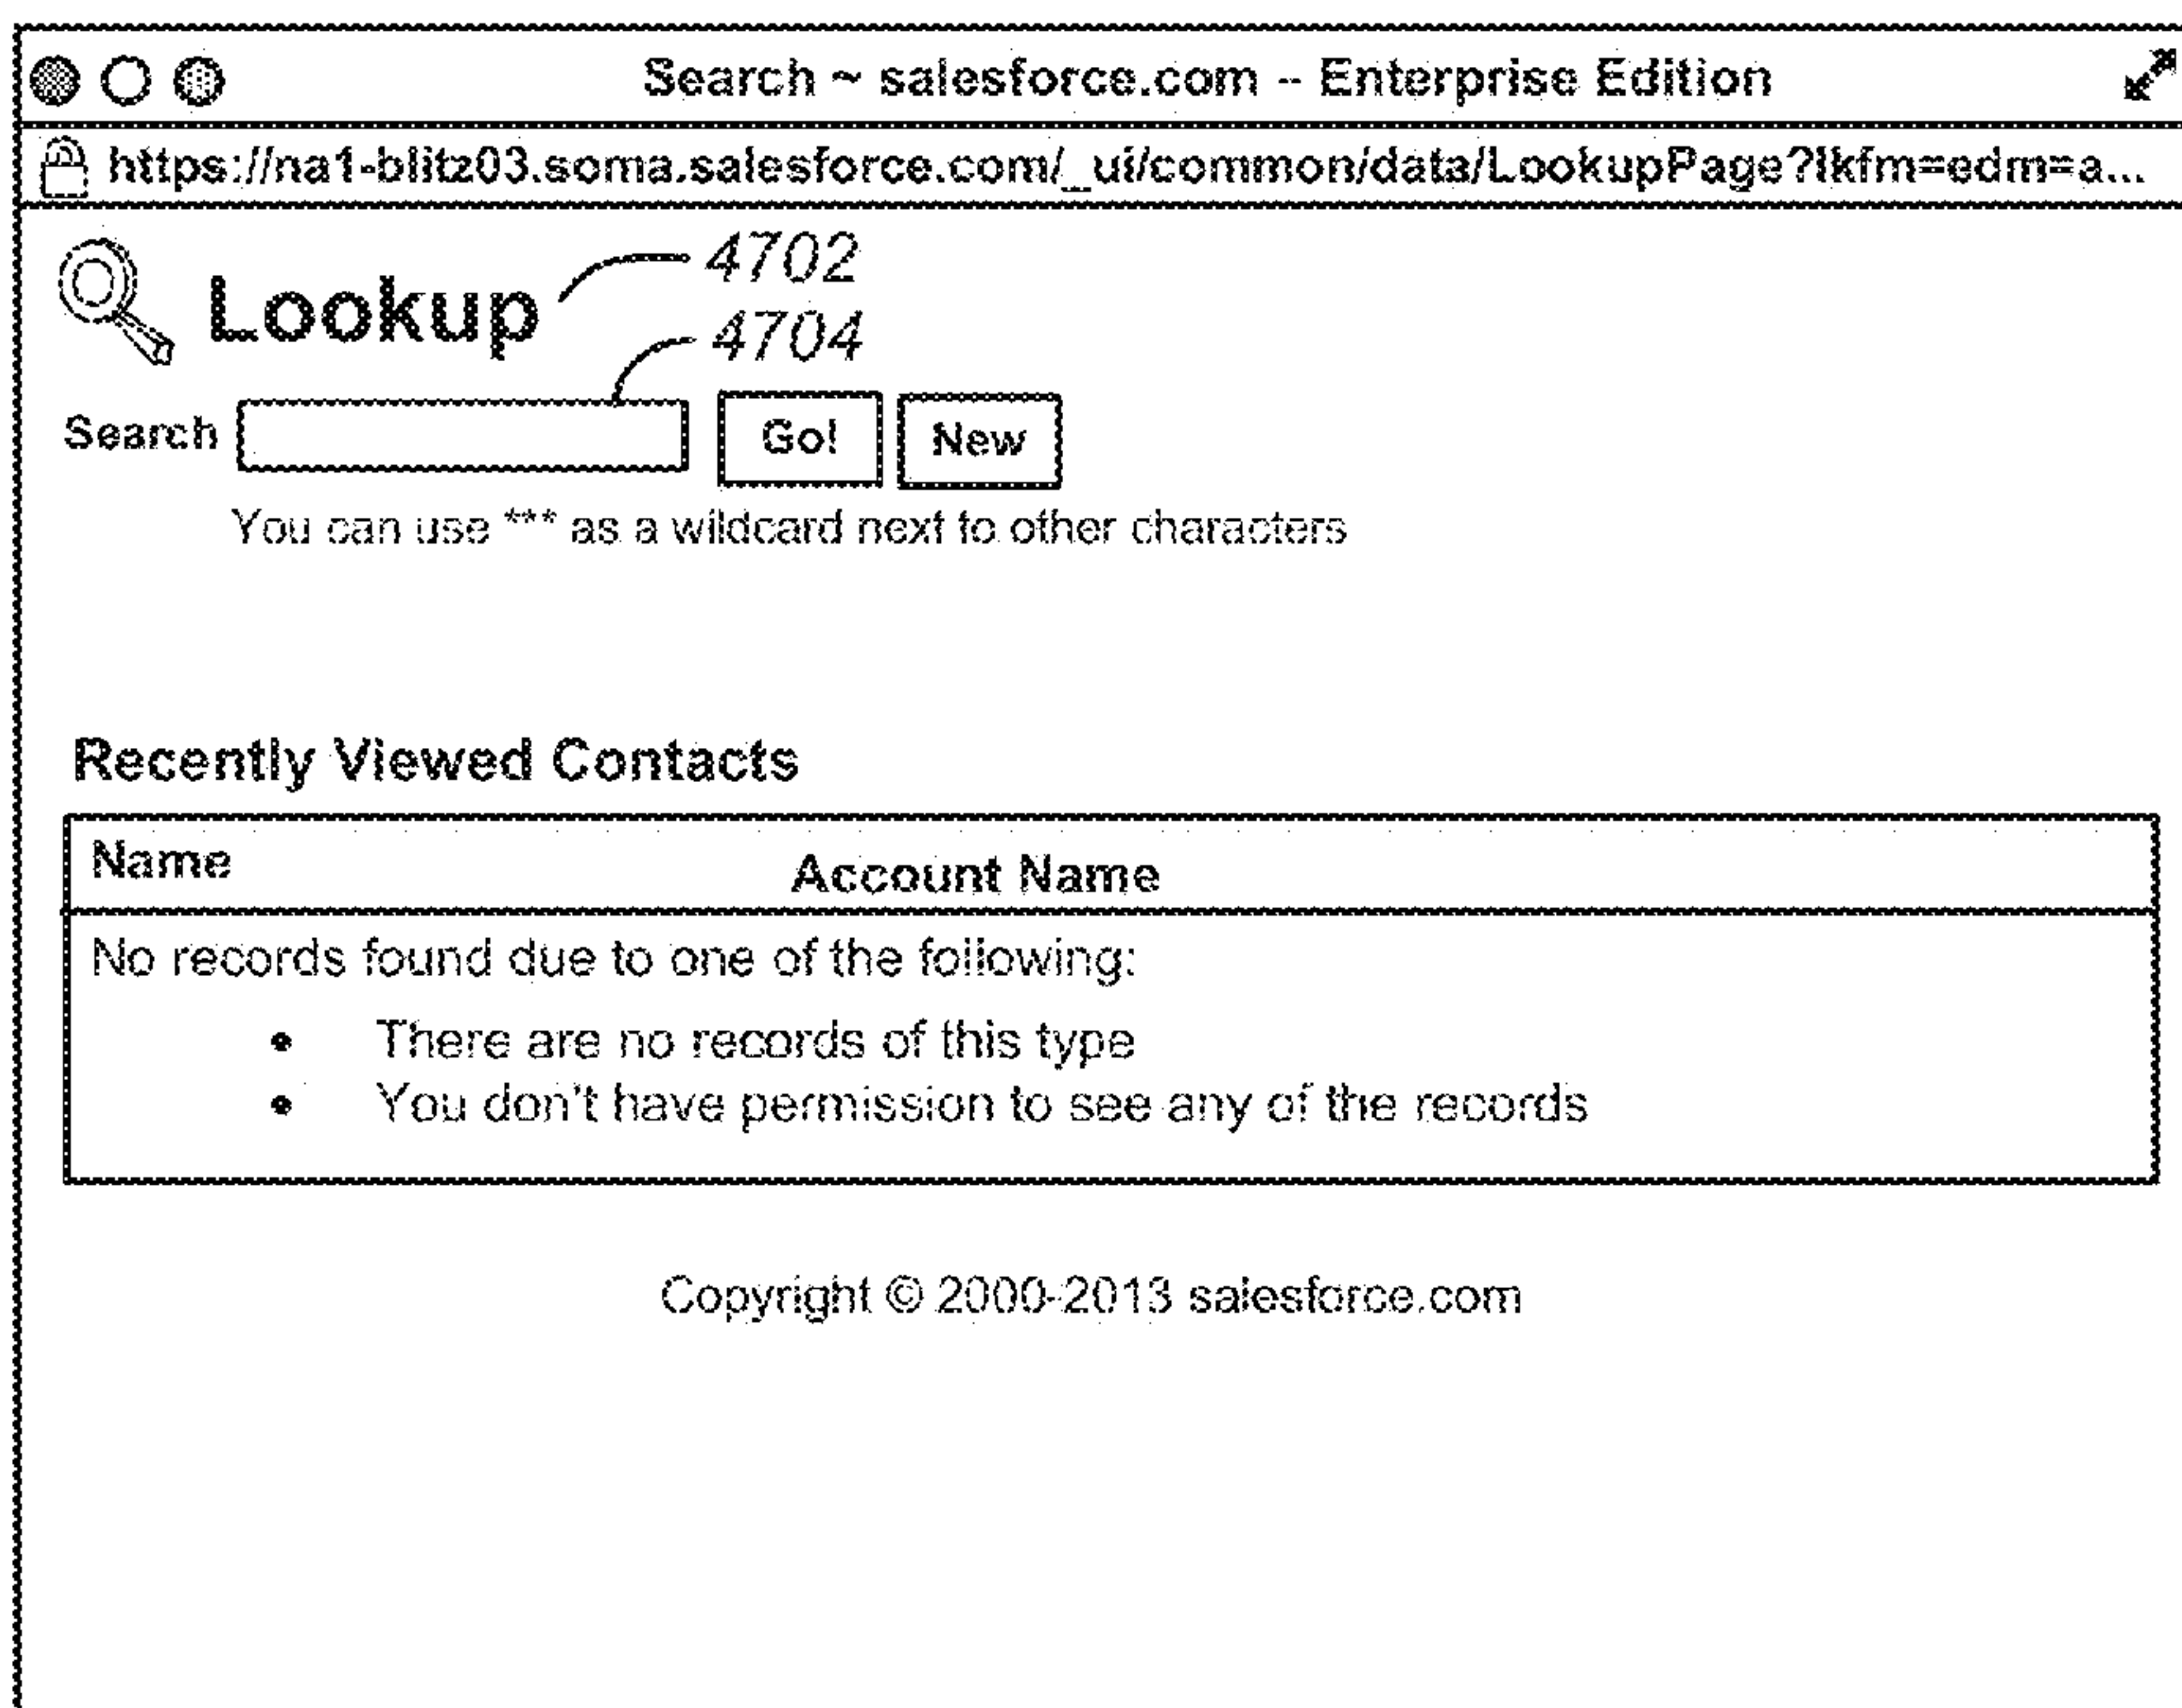 Search ~ salesforce.com -- Enterprise Edition
https://na1-blitz03.soma.salesforce.com/_ui/common/data/LookupPage?lkfm=edm=a...
Lookup 4702
4704
Search Go! New
You can use *** as a wildcard next to other characters
Recently Viewed Contacts
Name Account Name
No records found due to one of the following:
• There are no records of this type
• You don't have permission to see any of the records
Copyright © 2000-2013 salesforce.com